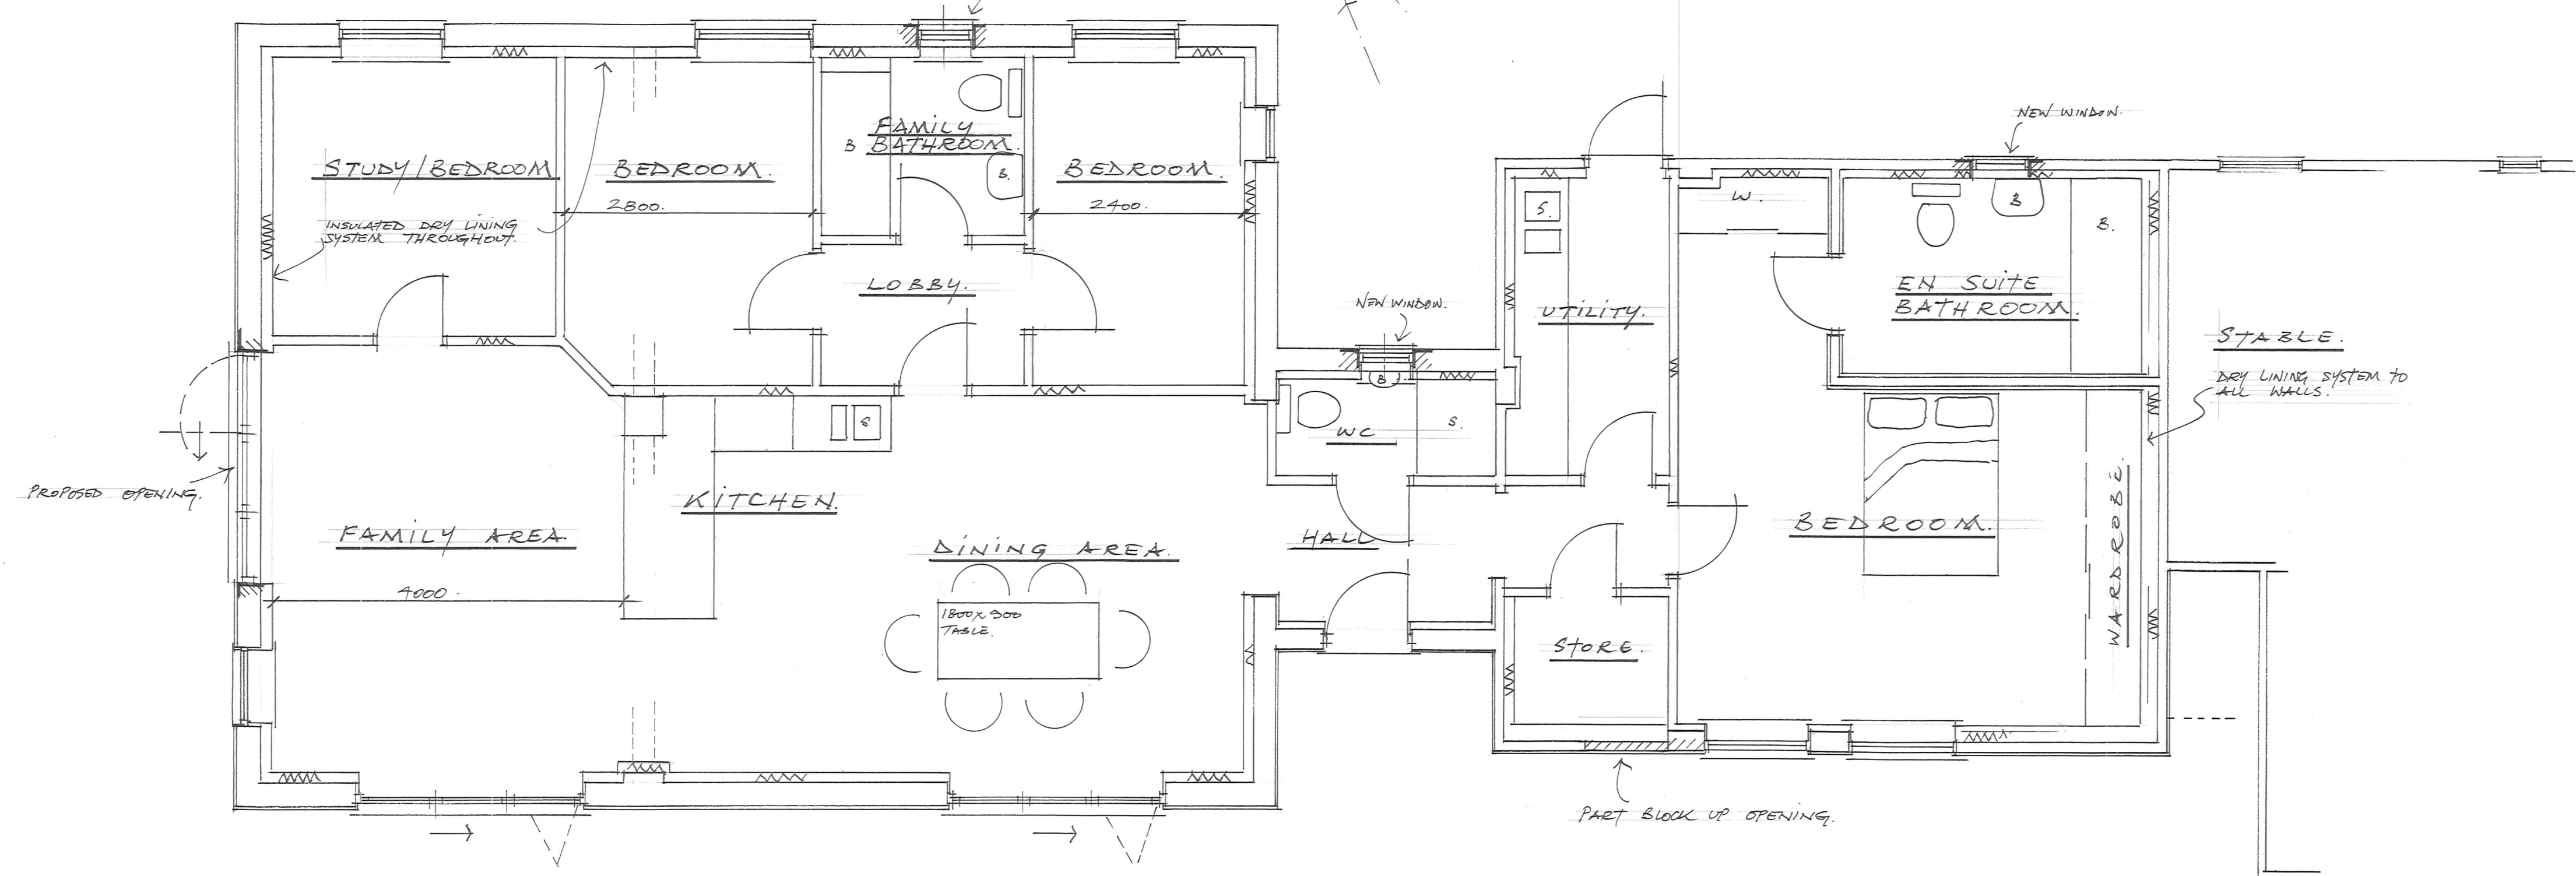 NEW WINDOW.
FAMILY
B BATHROOM.
STUDY/BEDROOM
BEDROOM.
BEDROOM.
B.
2800.
2400.
INSULATED DRY LINING
SYSTEM THROUGHOUT.
LOBBY.
S.
W.
B
B.
EN SUITE
BATHROOM.
NEW WINDOW.
UTILITY.
STABLE.
DRY LINING SYSTEM TO
ALL WALLS.
B
S
WC
S.
PROPOSED OPENING.
KITCHEN.
FAMILY AREA.
DINING AREA.
HALL
BEDROOM.
WARDROBE.
4000.
1800 x 900
TABLE.
STORE.
PART BLOCK UP OPENING.